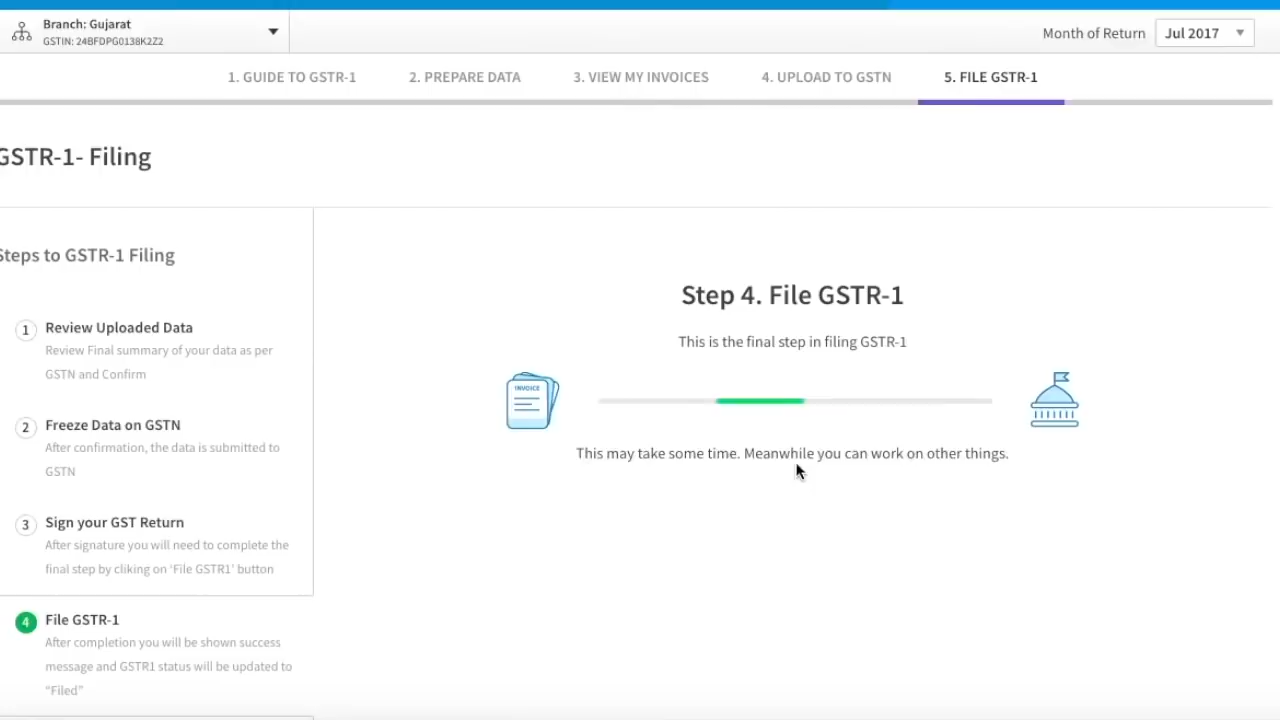 Branch: Gujarat
GSTIN: 24BFDPG0138K2Z2
Month of Return
Jul 2017
1. GUIDE TO GSTR-1
2. PREPARE DATA
3. VIEW MY INVOICES
4. UPLOAD TO GSTN
5. FILE GSTR-1
GSTR-1- Filing
Steps to GSTR-1 Filing
1
Review Uploaded Data
Review Final summary of your data as per
GSTN and Confirm
2
Freeze Data on GSTN
After confirmation, the data is submitted to
GSTN
3
Sign your GST Return
After signature you will need to complete the
final step by cliking on ‘File GSTR1’ button
4
File GSTR-1
After completion you will be shown success
message and GSTR1 status will be updated to
“Filed”
Step 4. File GSTR-1
This is the final step in filing GSTR-1
INVOICE
This may take some time. Meanwhile you can work on other things.